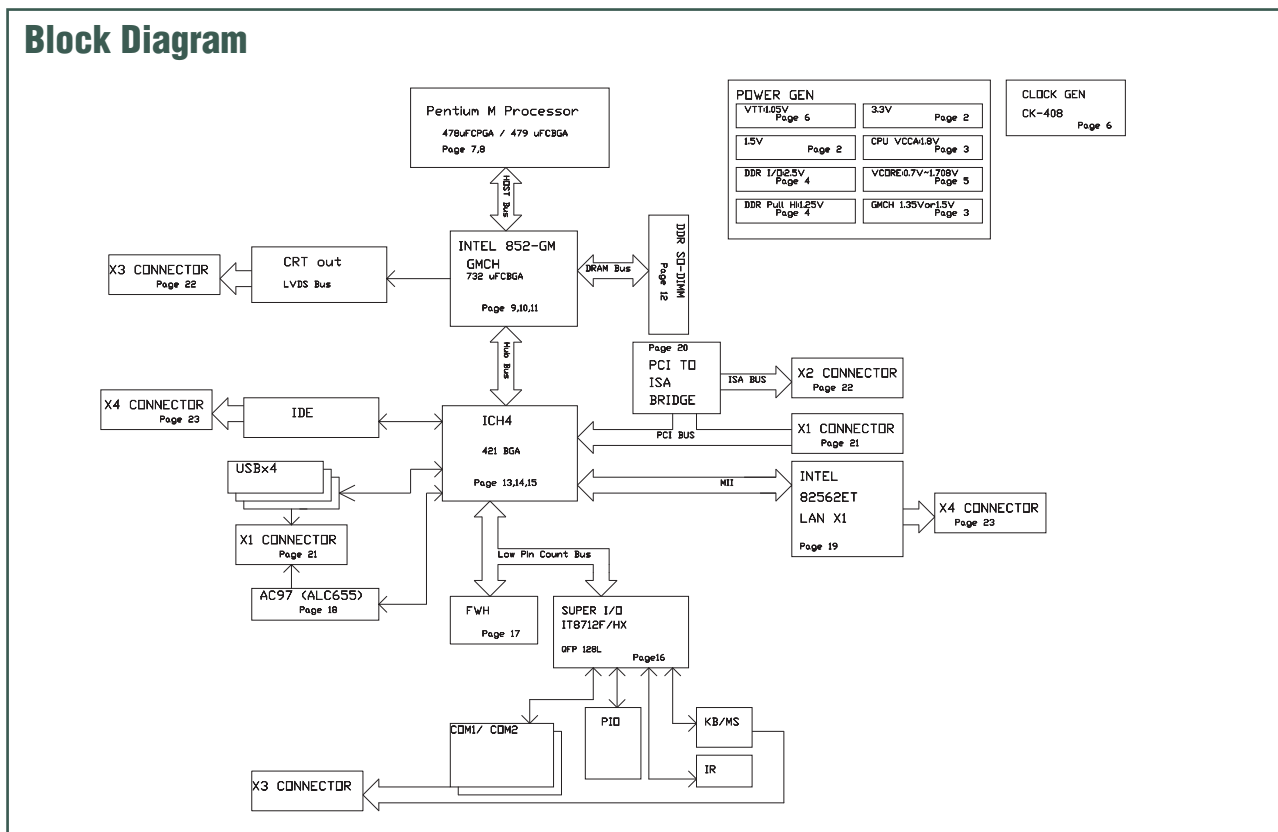 Block Diagram
Pentium M Processor
478uFCPGA / 479 uFCBGA
Page 7,8
POWER GEN
VTT:1.05V
Page 6
3.3V
Page 2
1.5V
Page 2
CPU VCCA:1.8V
Page 3
DDR I/O:2.5V
Page 4
VCORE:0.7V~1.708V
Page 5
DDR Pull HI:1.25V
Page 4
GMCH 1.35Vor1.5V
Page 3
CLOCK GEN
CK-408
Page 6
HOST Bus
INTEL 852-GM
GMCH
732 uFCBGA
Page 9,10,11
DRAM Bus
DDR SO-DIMM
Page 12
X3 CONNECTOR
Page 22
CRT out
LVDS Bus
Hub Bus
Page 20
PCI TO
ISA
BRIDGE
ISA BUS
X2 CONNECTOR
Page 22
X4 CONNECTOR
Page 23
IDE
ICH4
421 BGA
Page 13,14,15
PCI BUS
X1 CONNECTOR
Page 21
USBx4
MII
INTEL
82562ET
LAN X1
Page 19
X4 CONNECTOR
Page 23
X1 CONNECTOR
Page 21
Low Pin Count Bus
AC97 (ALC655)
Page 18
FWH
Page 17
SUPER I/O
IT8712F/HX
QFP 128L
Page16
COM1/ COM2
PIO
KB/MS
IR
X3 CONNECTOR